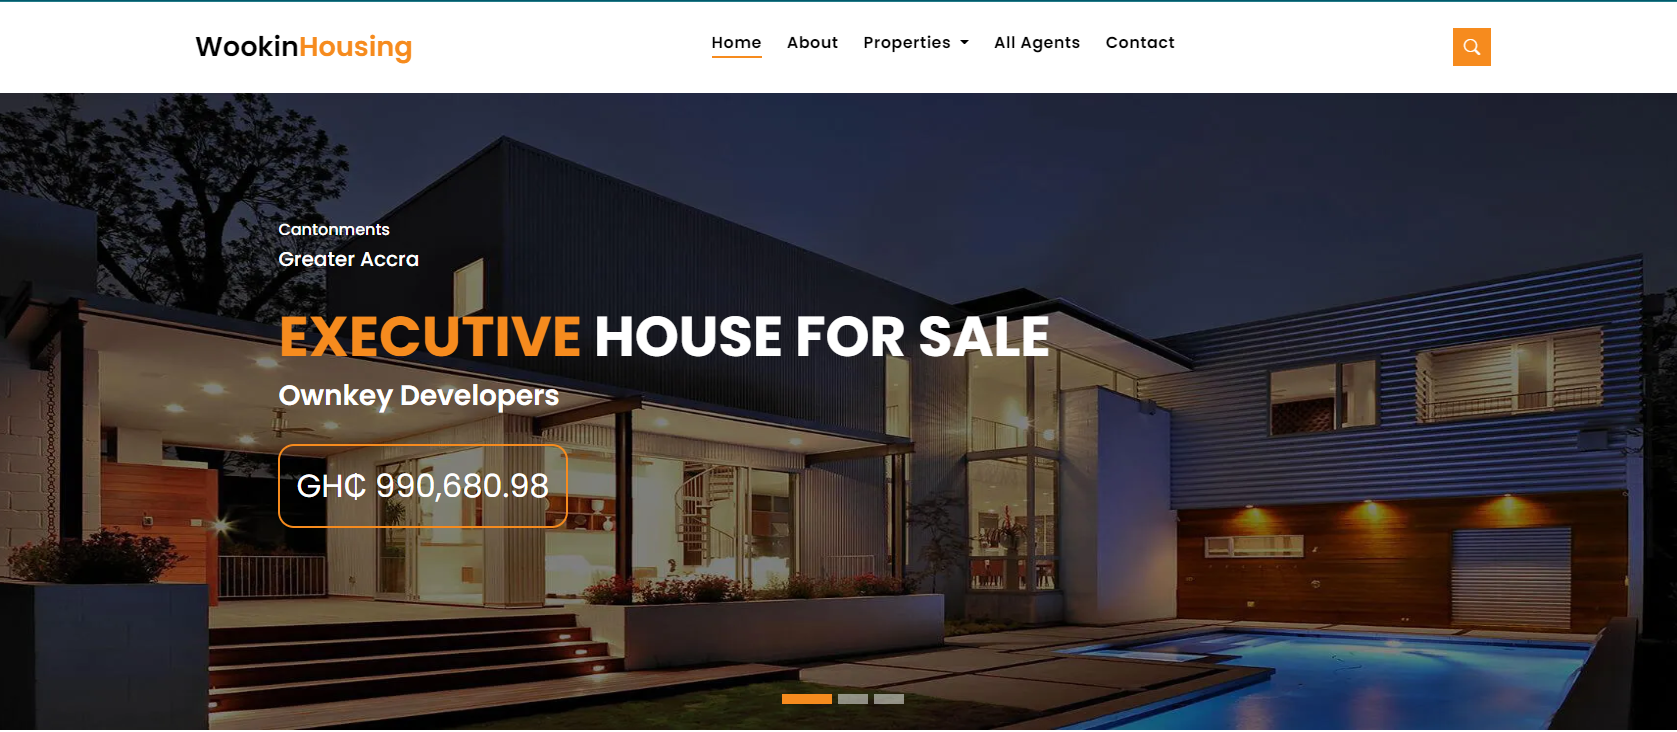 WookinHousing
Home About Properties All Agents Contact
Cantonments
Greater Accra
EXECUTIVE HOUSE FOR SALE
Ownkey Developers
GH₵ 990,680.98